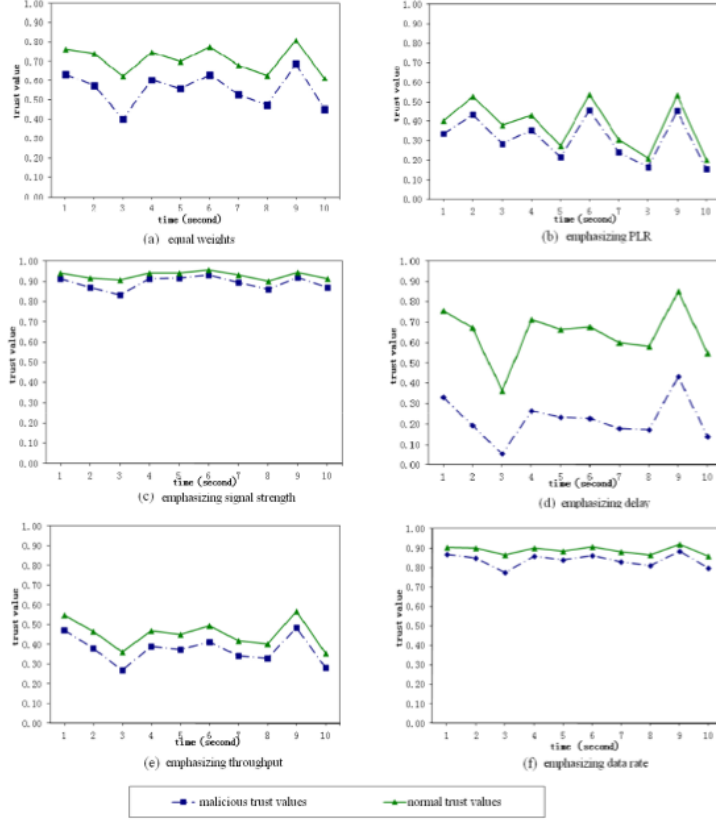 1.00
0.90
0.80
0.70
0.60
0.50
0.40
0.30
0.20
0.10
0.00
trust value
1 2 3 4 5 6 7 8 9 10
time (second)
(a) equal weights
1.00
0.90
0.80
0.70
0.60
0.50
0.40
0.30
0.20
0.10
0.00
trust value
1 2 3 4 5 6 7 8 9 10
time (second)
(b) emphasizing PLR
1.00
0.90
0.80
0.70
0.60
0.50
0.40
0.30
0.20
0.10
0.00
trust value
1 2 3 4 5 6 7 8 9 10
time (second)
(c) emphasizing signal strength
1.00
0.90
0.80
0.70
0.60
0.50
0.40
0.30
0.20
0.10
0.00
trust value
1 2 3 4 5 6 7 8 9 10
time (second)
(d) emphasizing delay
1.00
0.90
0.80
0.70
0.60
0.50
0.40
0.30
0.20
0.10
0.00
trust value
1 2 3 4 5 6 7 8 9 10
time (second)
(e) emphasizing throughput
1.00
0.90
0.80
0.70
0.60
0.50
0.40
0.30
0.20
0.10
0.00
trust value
1 2 3 4 5 6 7 8 9 10
time (second)
(f) emphasizing data rate
malicious trust values
normal trust values